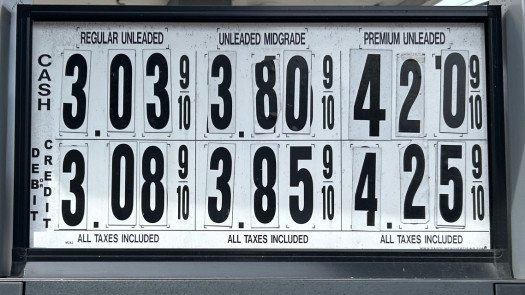 REGULAR UNLEADED UNLEADED MIDGRADE PREMIUM UNLEADED
CASH 3.03 9/10 3.80 9/10 4.20 9/10
DEBIT OR CREDIT 3.08 9/10 3.85 9/10 4.25 9/10
ALL TAXES INCLUDED ALL TAXES INCLUDED ALL TAXES INCLUDED